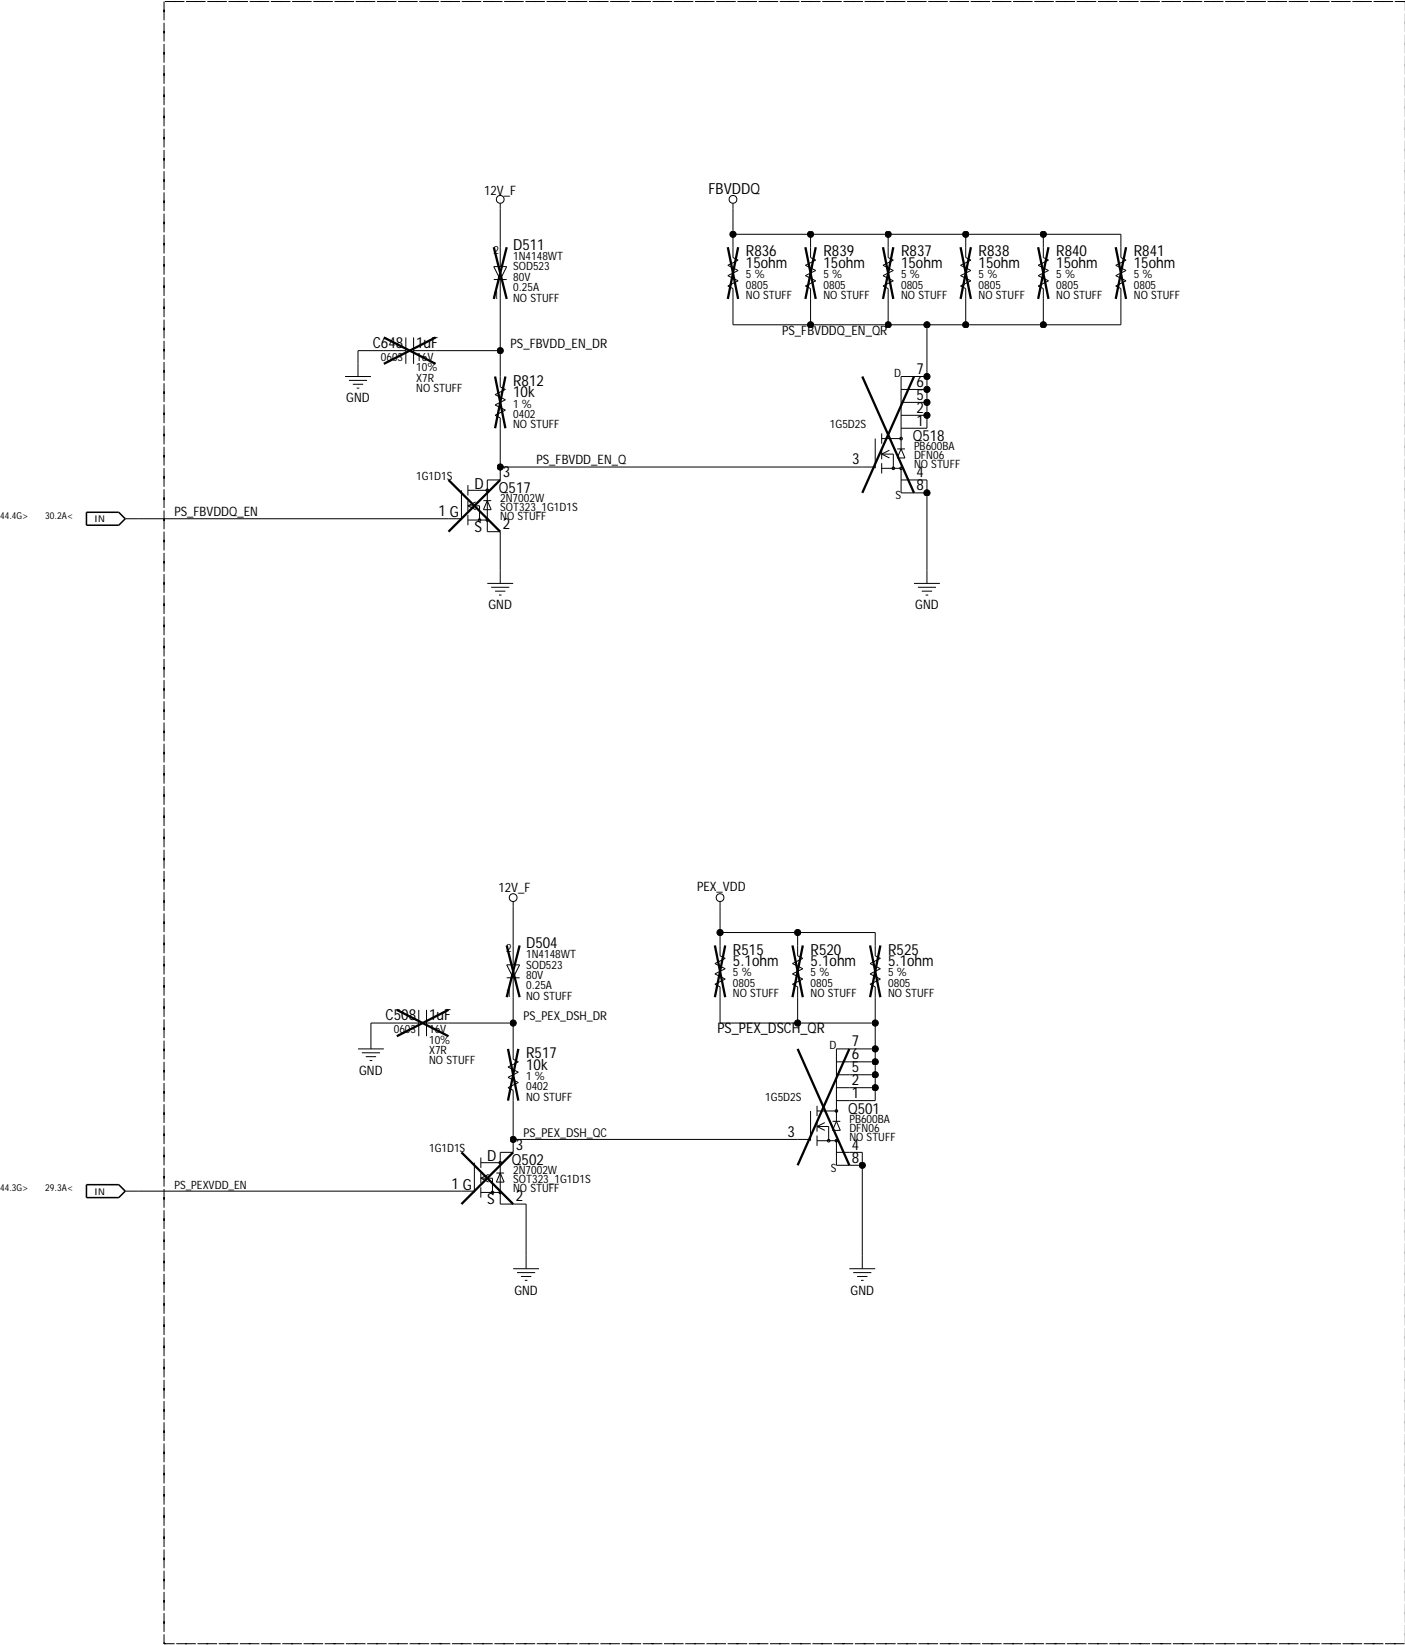 12V_F
FBVDDQ
2
D511
1N4148WT
SOD523
80V
0.25A
NO STUFF
1
R836
15ohm
5 %
0805
NO STUFF
R839
15ohm
5 %
0805
NO STUFF
R837
15ohm
5 %
0805
NO STUFF
R838
15ohm
5 %
0805
NO STUFF
R840
15ohm
5 %
0805
NO STUFF
R841
15ohm
5 %
0805
NO STUFF
PS_FBVDDQ_EN_QR
C648 1uF
0603 16V
10%
X7R
NO STUFF
GND
PS_FBVDD_EN_DR
R812
10k
1 %
0402
NO STUFF
PS_FBVDD_EN_Q
D
7
6
5
2
1
1G5D2S
Q518
PB600BA
DFN06
NO STUFF
3
4
8
S
GND
1G1D1S
3
D
Q517
2N7002W
SOT323_1G1D1S
NO STUFF
1 G
S
2
GND
44.4G> 30.2A< IN PS_FBVDDQ_EN
12V_F
PEX_VDD
2
D504
1N4148WT
SOD523
80V
0.25A
NO STUFF
1
R515
5.1ohm
5 %
0805
NO STUFF
R520
5.1ohm
5 %
0805
NO STUFF
R525
5.1ohm
5 %
0805
NO STUFF
PS_PEX_DSCH_QR
C508 1uF
0603 16V
10%
X7R
NO STUFF
GND
PS_PEX_DSH_DR
R517
10k
1 %
0402
NO STUFF
PS_PEX_DSH_QC
D
7
6
5
2
1
1G5D2S
Q501
PB600BA
DFN06
NO STUFF
3
4
8
S
GND
1G1D1S
3
D
Q502
2N7002W
SOT323_1G1D1S
NO STUFF
1 G
S
2
GND
44.3G> 29.3A< IN PS_PEXVDD_EN